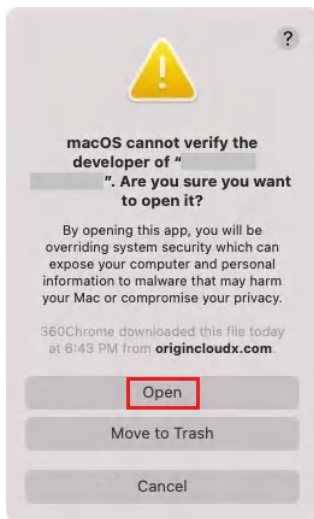 ?
macOS cannot verify the
developer of “
”. Are you sure you want
to open it?
By opening this app, you will be
overriding system security which can
expose your computer and personal
information to malware that may harm
your Mac or compromise your privacy.
360Chrome downloaded this file today
at 6:43 PM from origincloudx.com.
Open
Move to Trash
Cancel